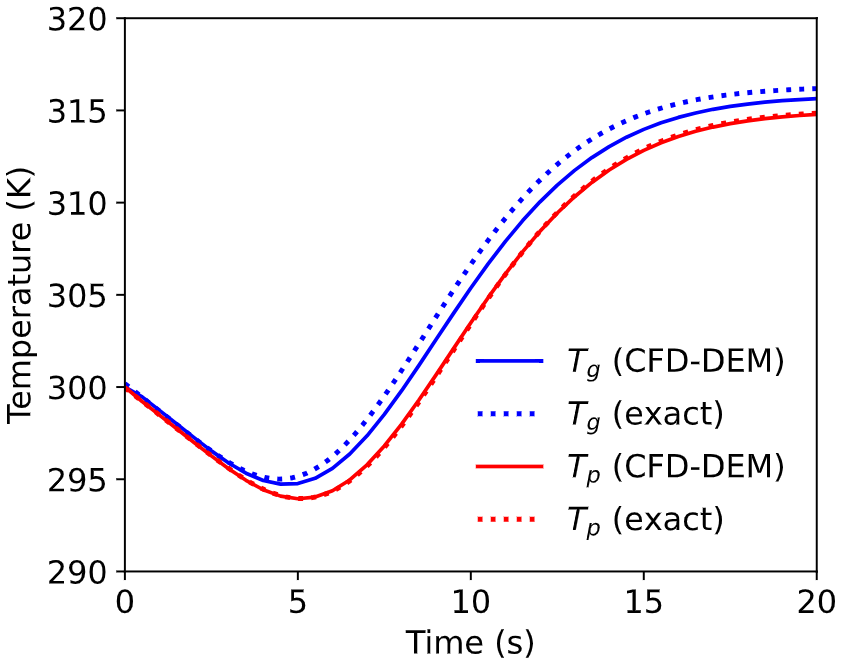 320
315
310
305
300
295
290
Temperature (K)
0 5 10 15 20
Time (s)
T_g (CFD-DEM)
T_g (exact)
T_p (CFD-DEM)
T_p (exact)